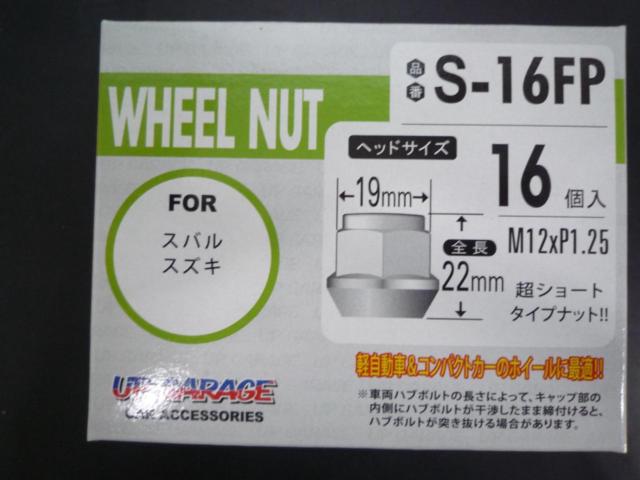 品番 S-16FP
WHEEL NUT
ヘッドサイズ
19mm
全長
22mm
16個入
M12xP1.25
超ショート
タイプナット!!
FOR
スバル
スズキ
軽自動車&コンパクトカーのホイールに最適!!
UP GARAGE
CAR ACCESSORIES
※車両ハブボルトの長さによって、キャップ部の
内側にハブボルトが干渉したまま締付けると、
ハブボルトが突き抜ける場合があります。